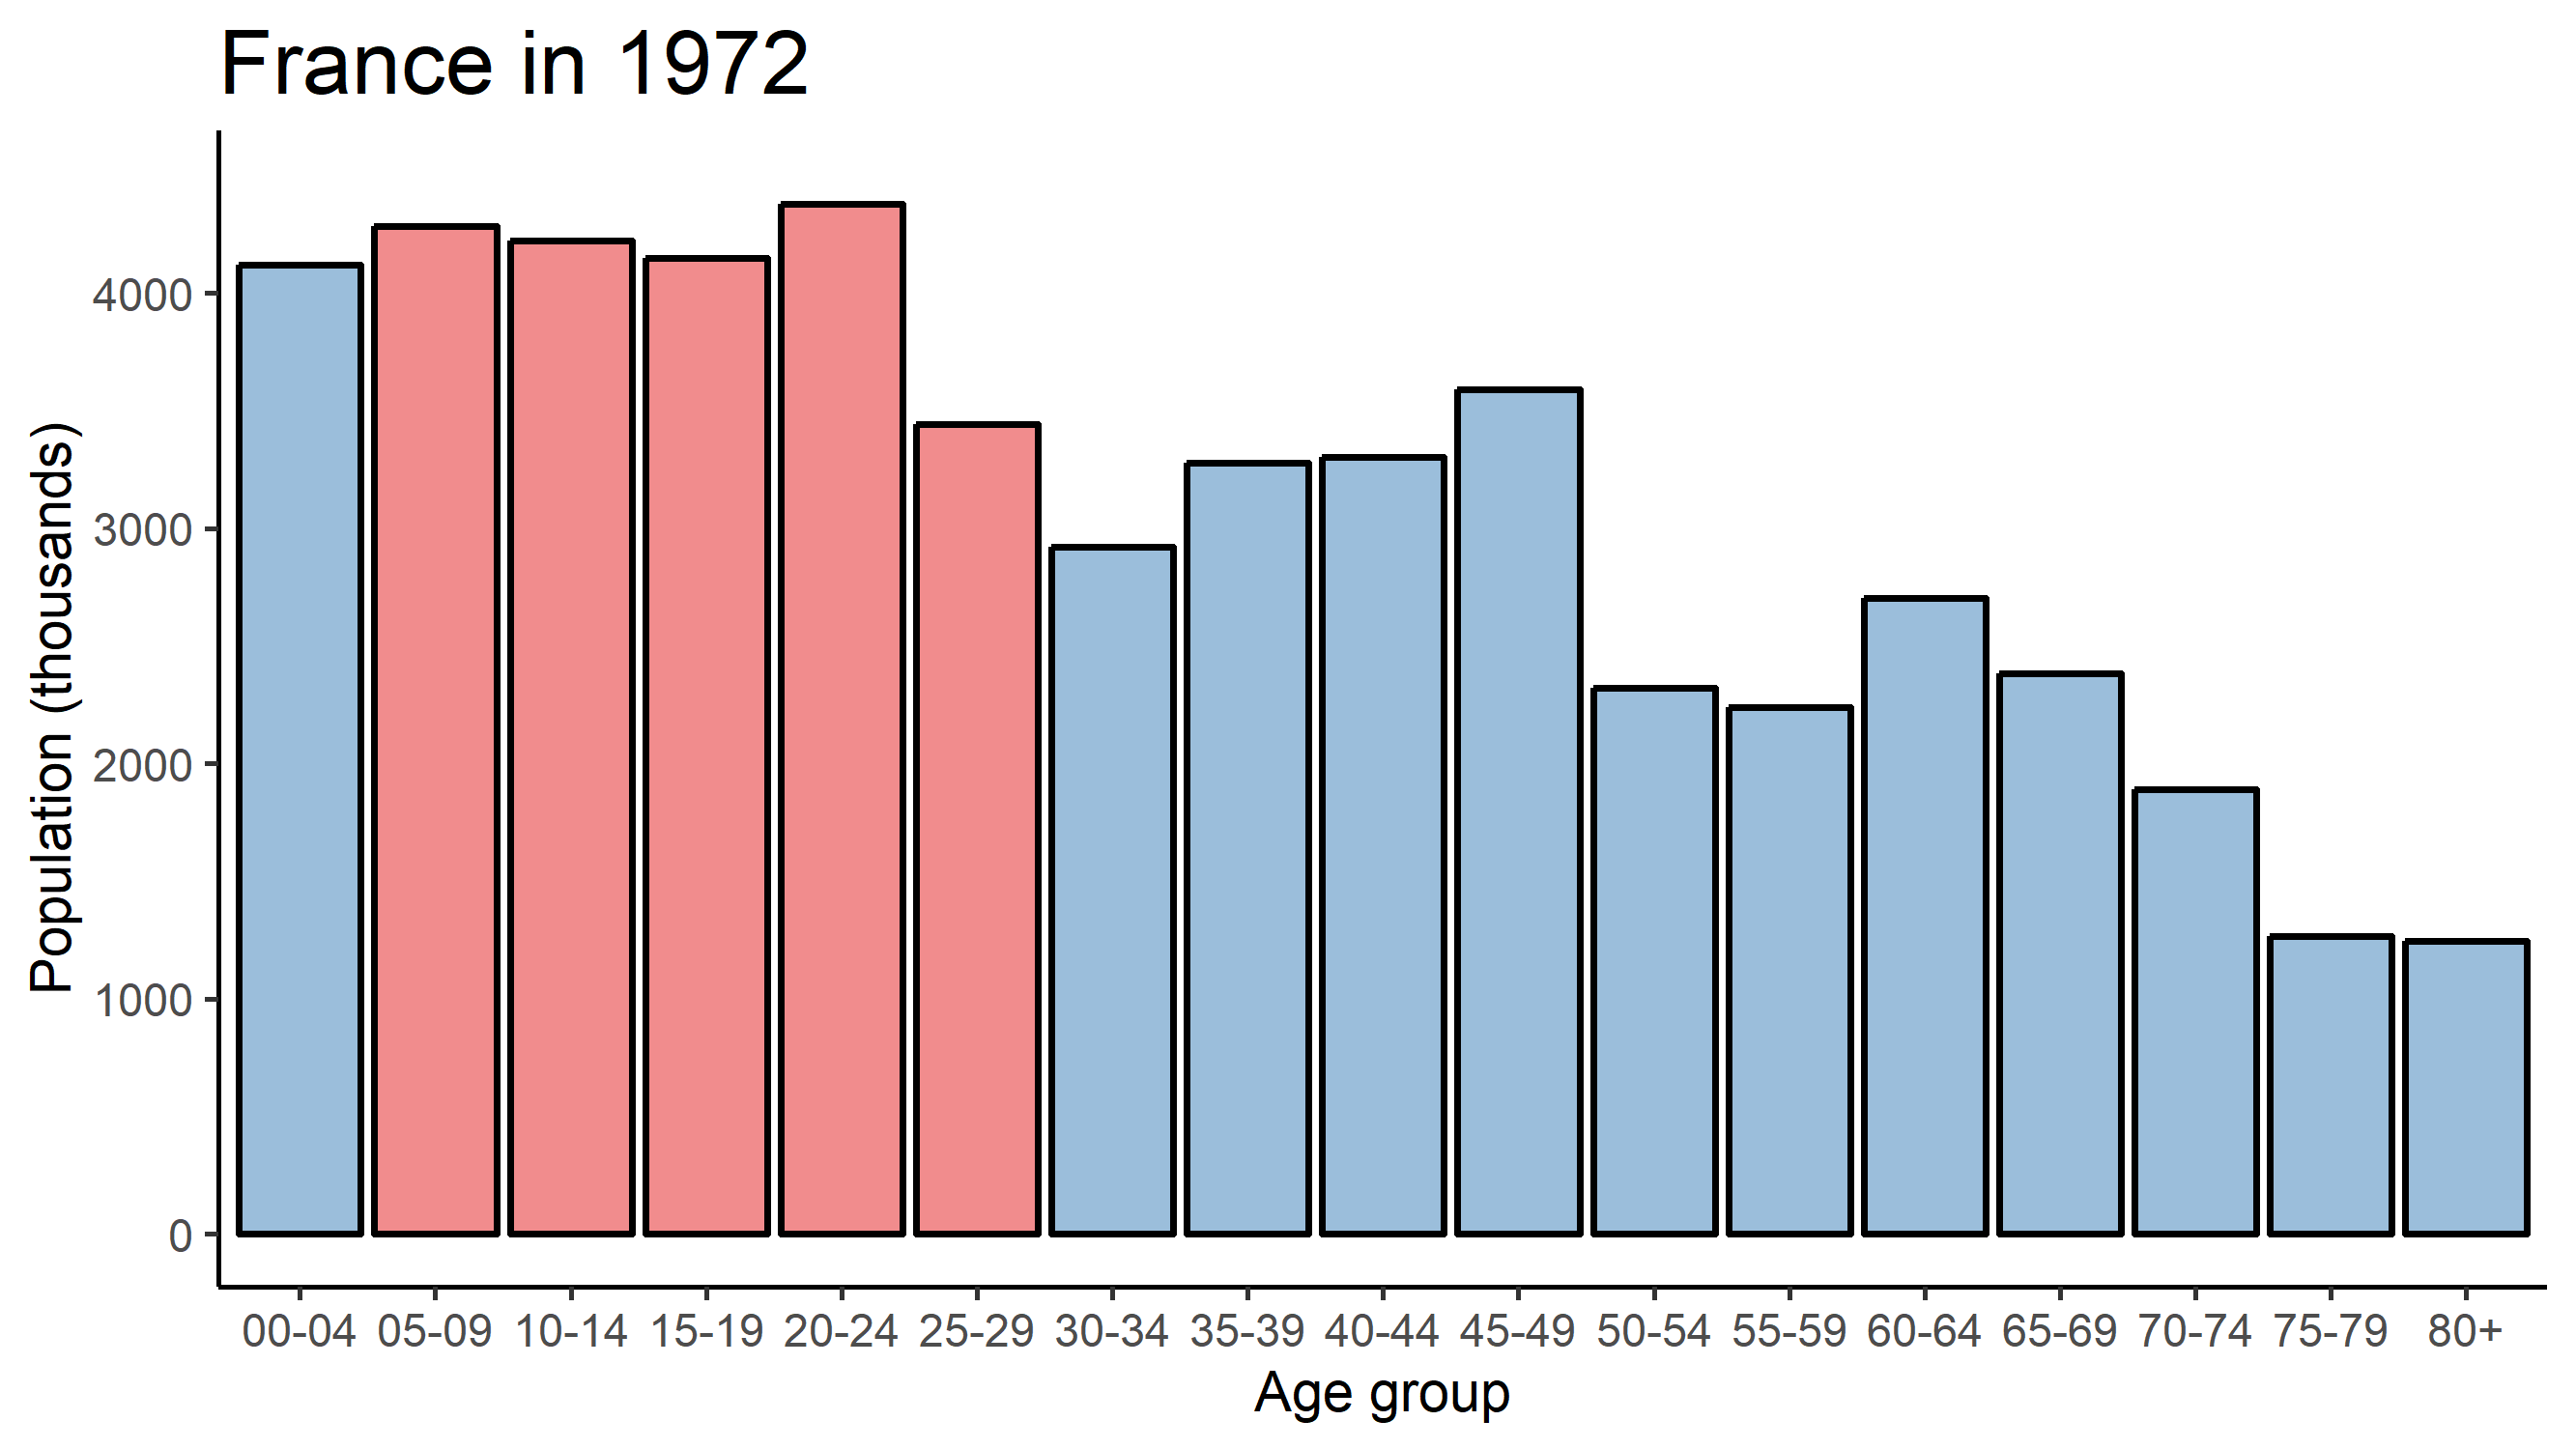 France in 1972
Population (thousands)
4000
3000
2000
1000
0
00-04 05-09 10-14 15-19 20-24 25-29 30-34 35-39 40-44 45-49 50-54 55-59 60-64 65-69 70-74 75-79 80+
Age group